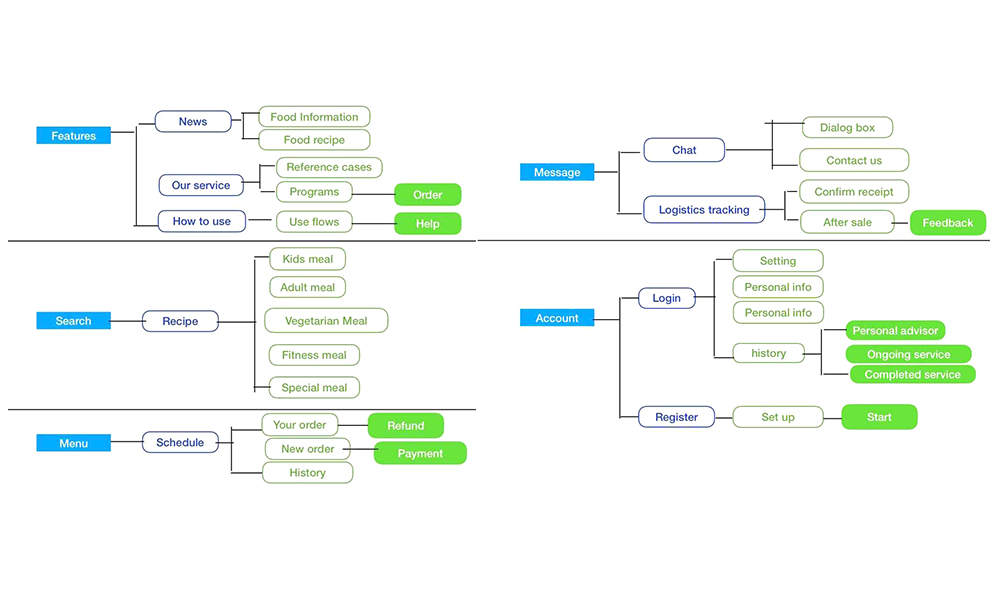 Features
News
Food Information
Food recipe
Our service
Reference cases
Programs
Order
How to use
Use flows
Help
Search
Recipe
Kids meal
Adult meal
Vegetarian Meal
Fitness meal
Special meal
Menu
Schedule
Your order
Refund
New order
Payment
History
Message
Chat
Dialog box
Contact us
Logistics tracking
Confirm receipt
After sale
Feedback
Account
Login
Setting
Personal info
Personal info
history
Personal advisor
Ongoing service
Completed service
Register
Set up
Start